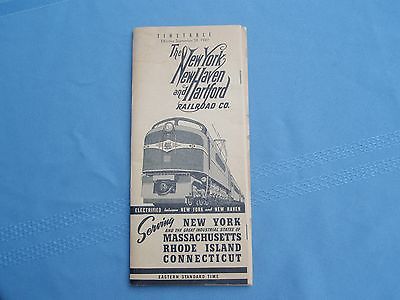 TIMETABLE
The New York
New Haven
and Hartford
RAILROAD CO.
ELECTRIFIED between NEW YORK and NEW HAVEN
Serving NEW YORK
AND THE GREAT INDUSTRIAL STATES OF
MASSACHUSETTS
RHODE ISLAND
CONNECTICUT
EASTERN STANDARD TIME